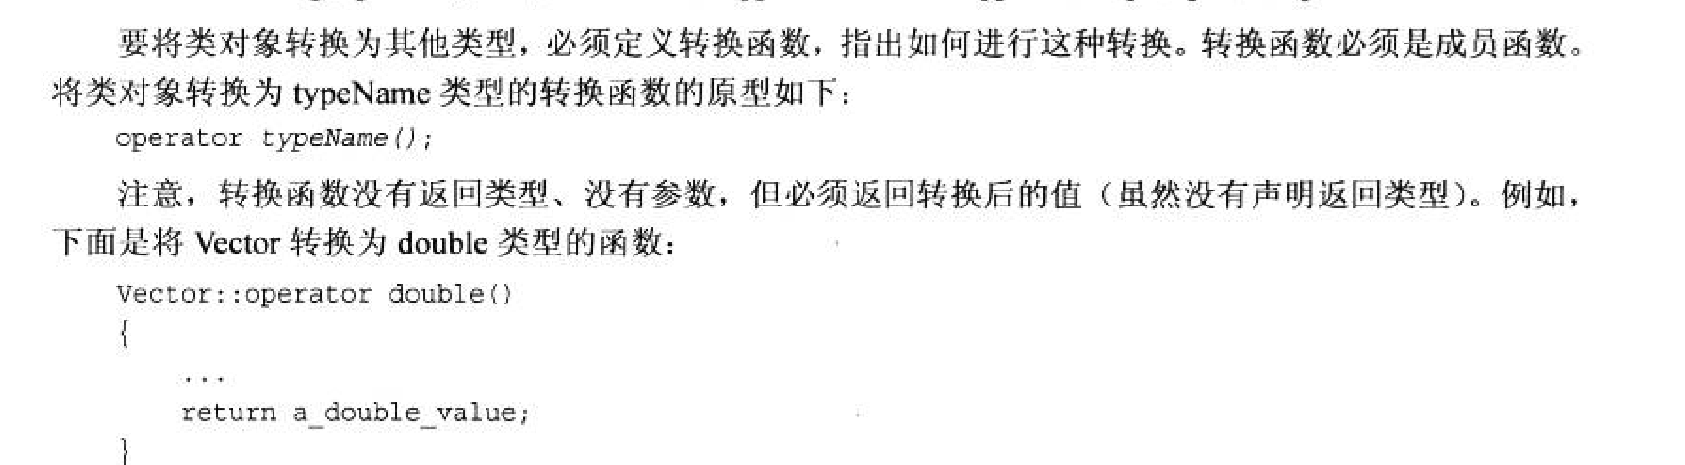 要将类对象转换为其他类型，必须定义转换函数，指出如何进行这种转换。转换函数必须是成员函数。
将类对象转换为 typeName 类型的转换函数的原型如下：
operator typeName();
注意，转换函数没有返回类型、没有参数，但必须返回转换后的值（虽然没有声明返回类型）。例如，
下面是将 Vector 转换为 double 类型的函数：
Vector::operator double()
{
...
return a_double_value;
}